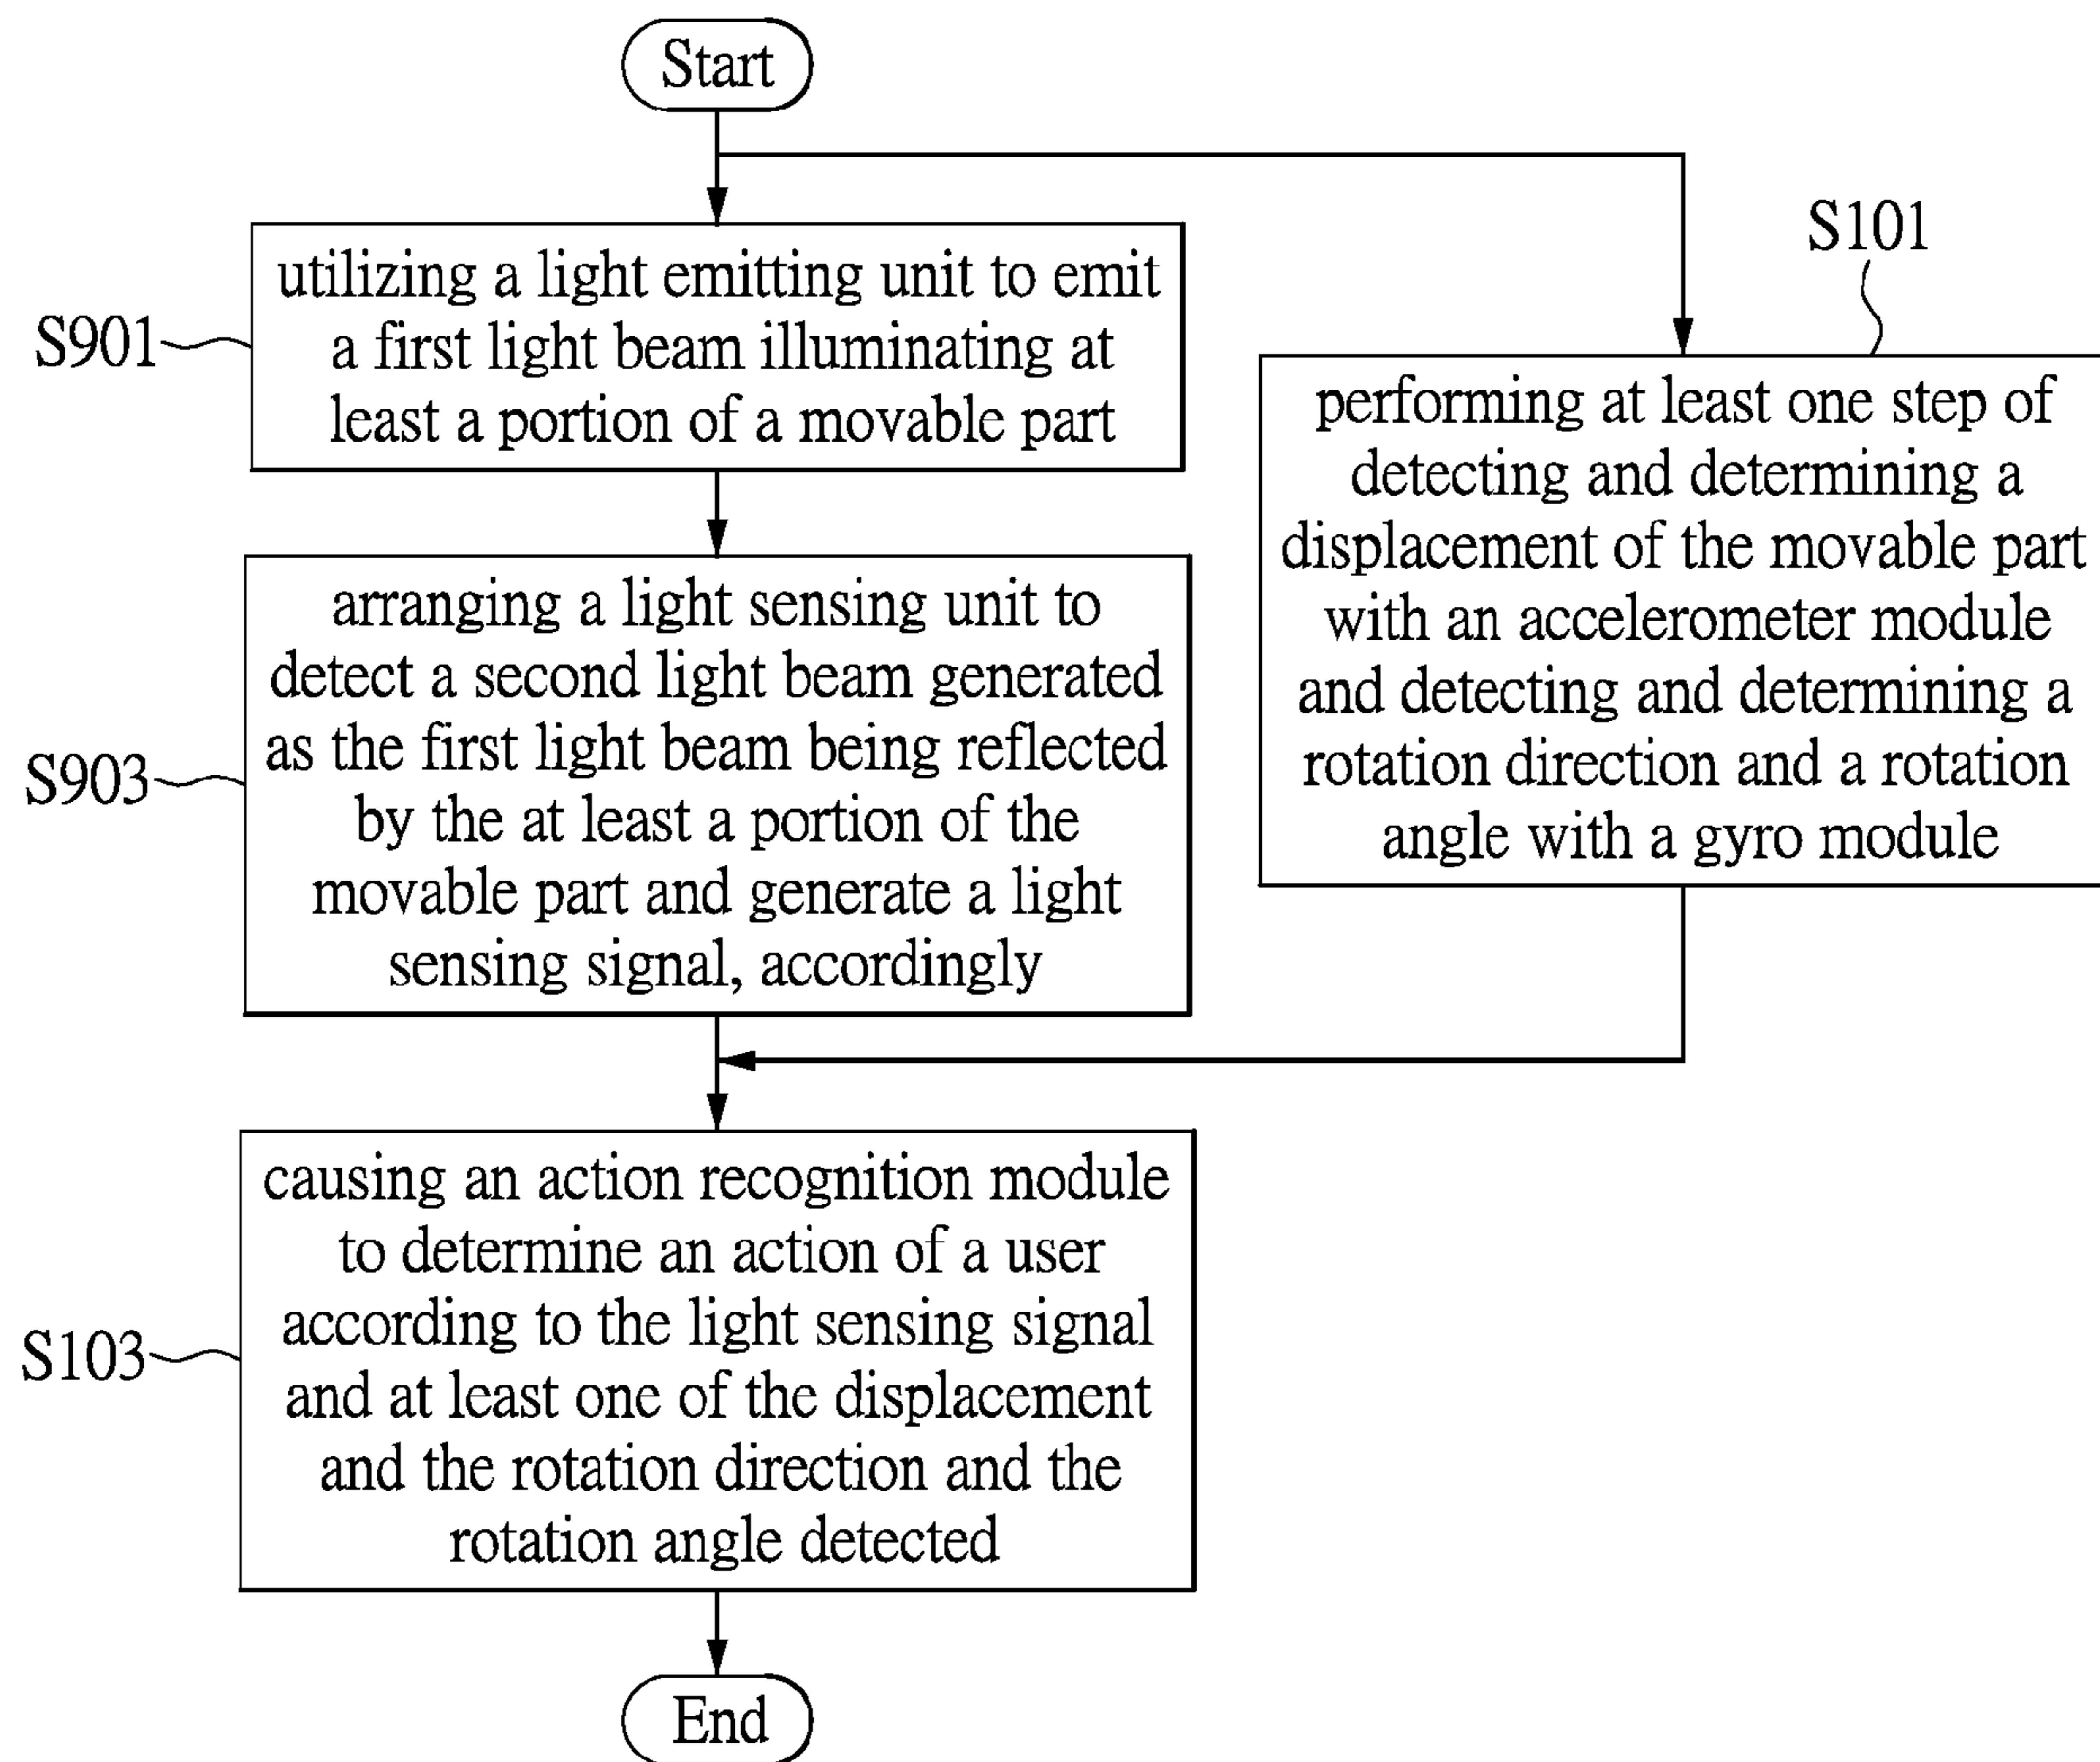 Start
S901
utilizing a light emitting unit to emit
a first light beam illuminating at
least a portion of a movable part
S101
performing at least one step of
detecting and determining a
displacement of the movable part
with an accelerometer module
and detecting and determining a
rotation direction and a rotation
angle with a gyro module
S903
arranging a light sensing unit to
detect a second light beam generated
as the first light beam being reflected
by the at least a portion of the
movable part and generate a light
sensing signal, accordingly
S103
causing an action recognition module
to determine an action of a user
according to the light sensing signal
and at least one of the displacement
and the rotation direction and the
rotation angle detected
End